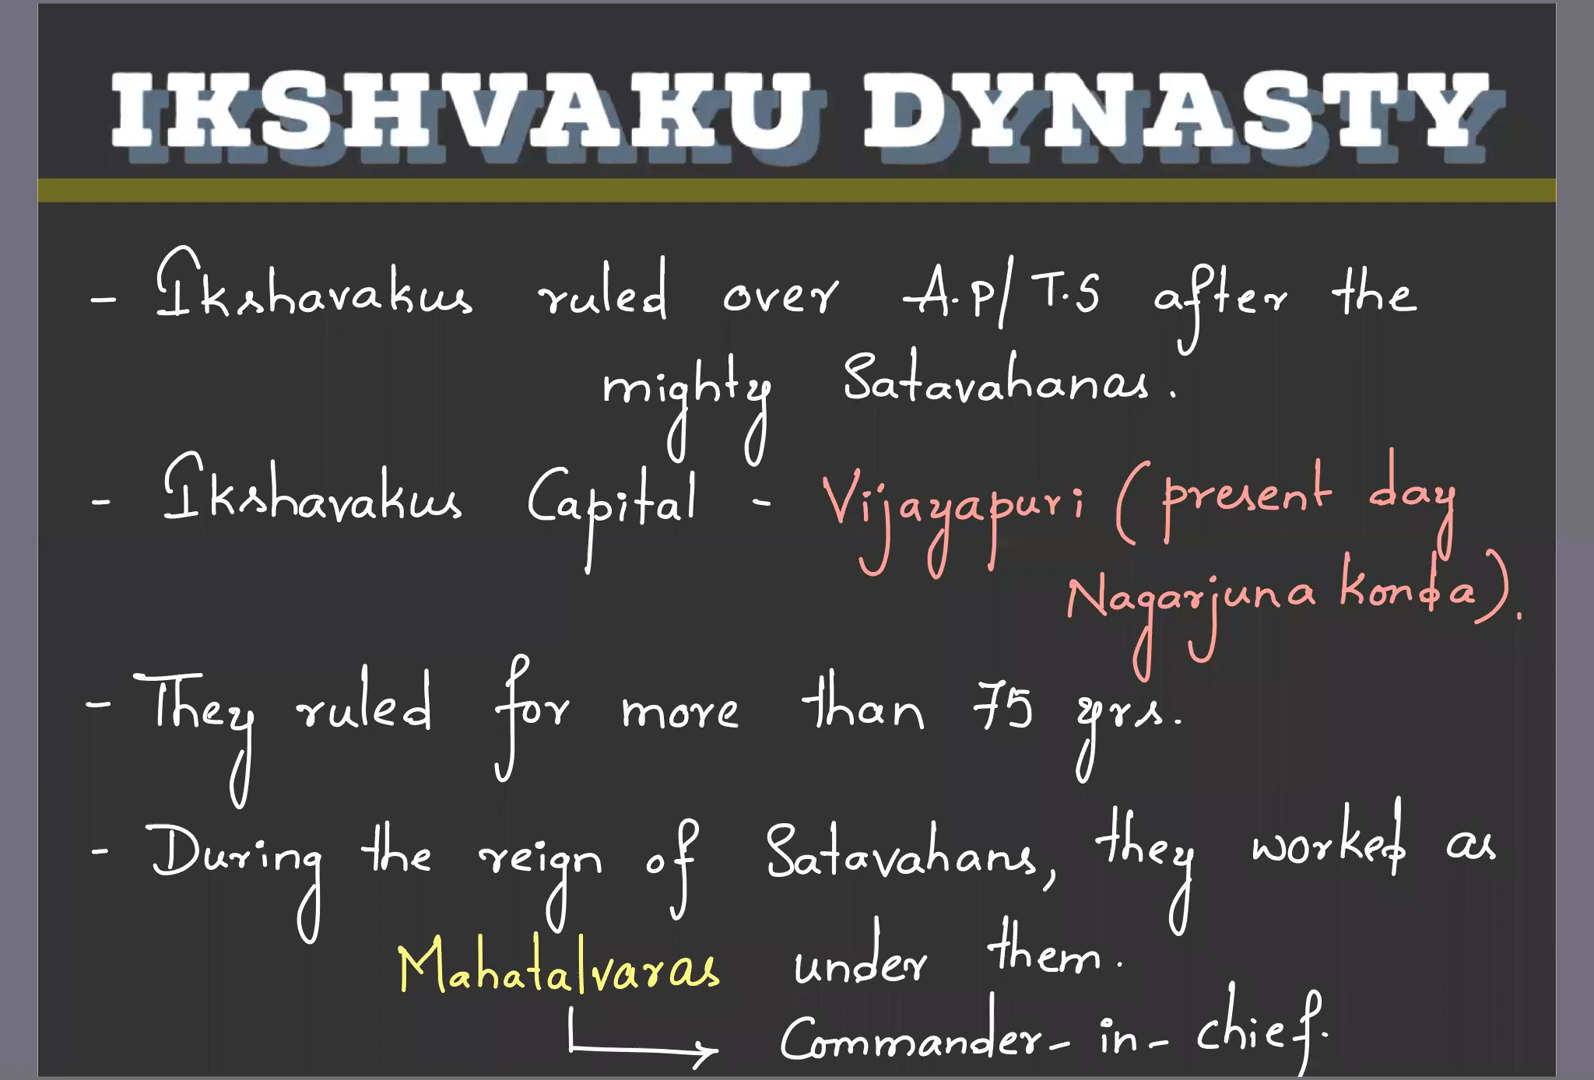 IKSHVAKU DYNASTY
- Ikshavakus ruled over A.P/T.S after the
mighty Satavahanas.
- Ikshavakus Capital - Vijayapuri (present day
Nagarjuna konda).
- They ruled for more than 75 yrs.
- During the reign of Satavahans, they worked as
Mahatalvaras under them.
Commander-in-chief.